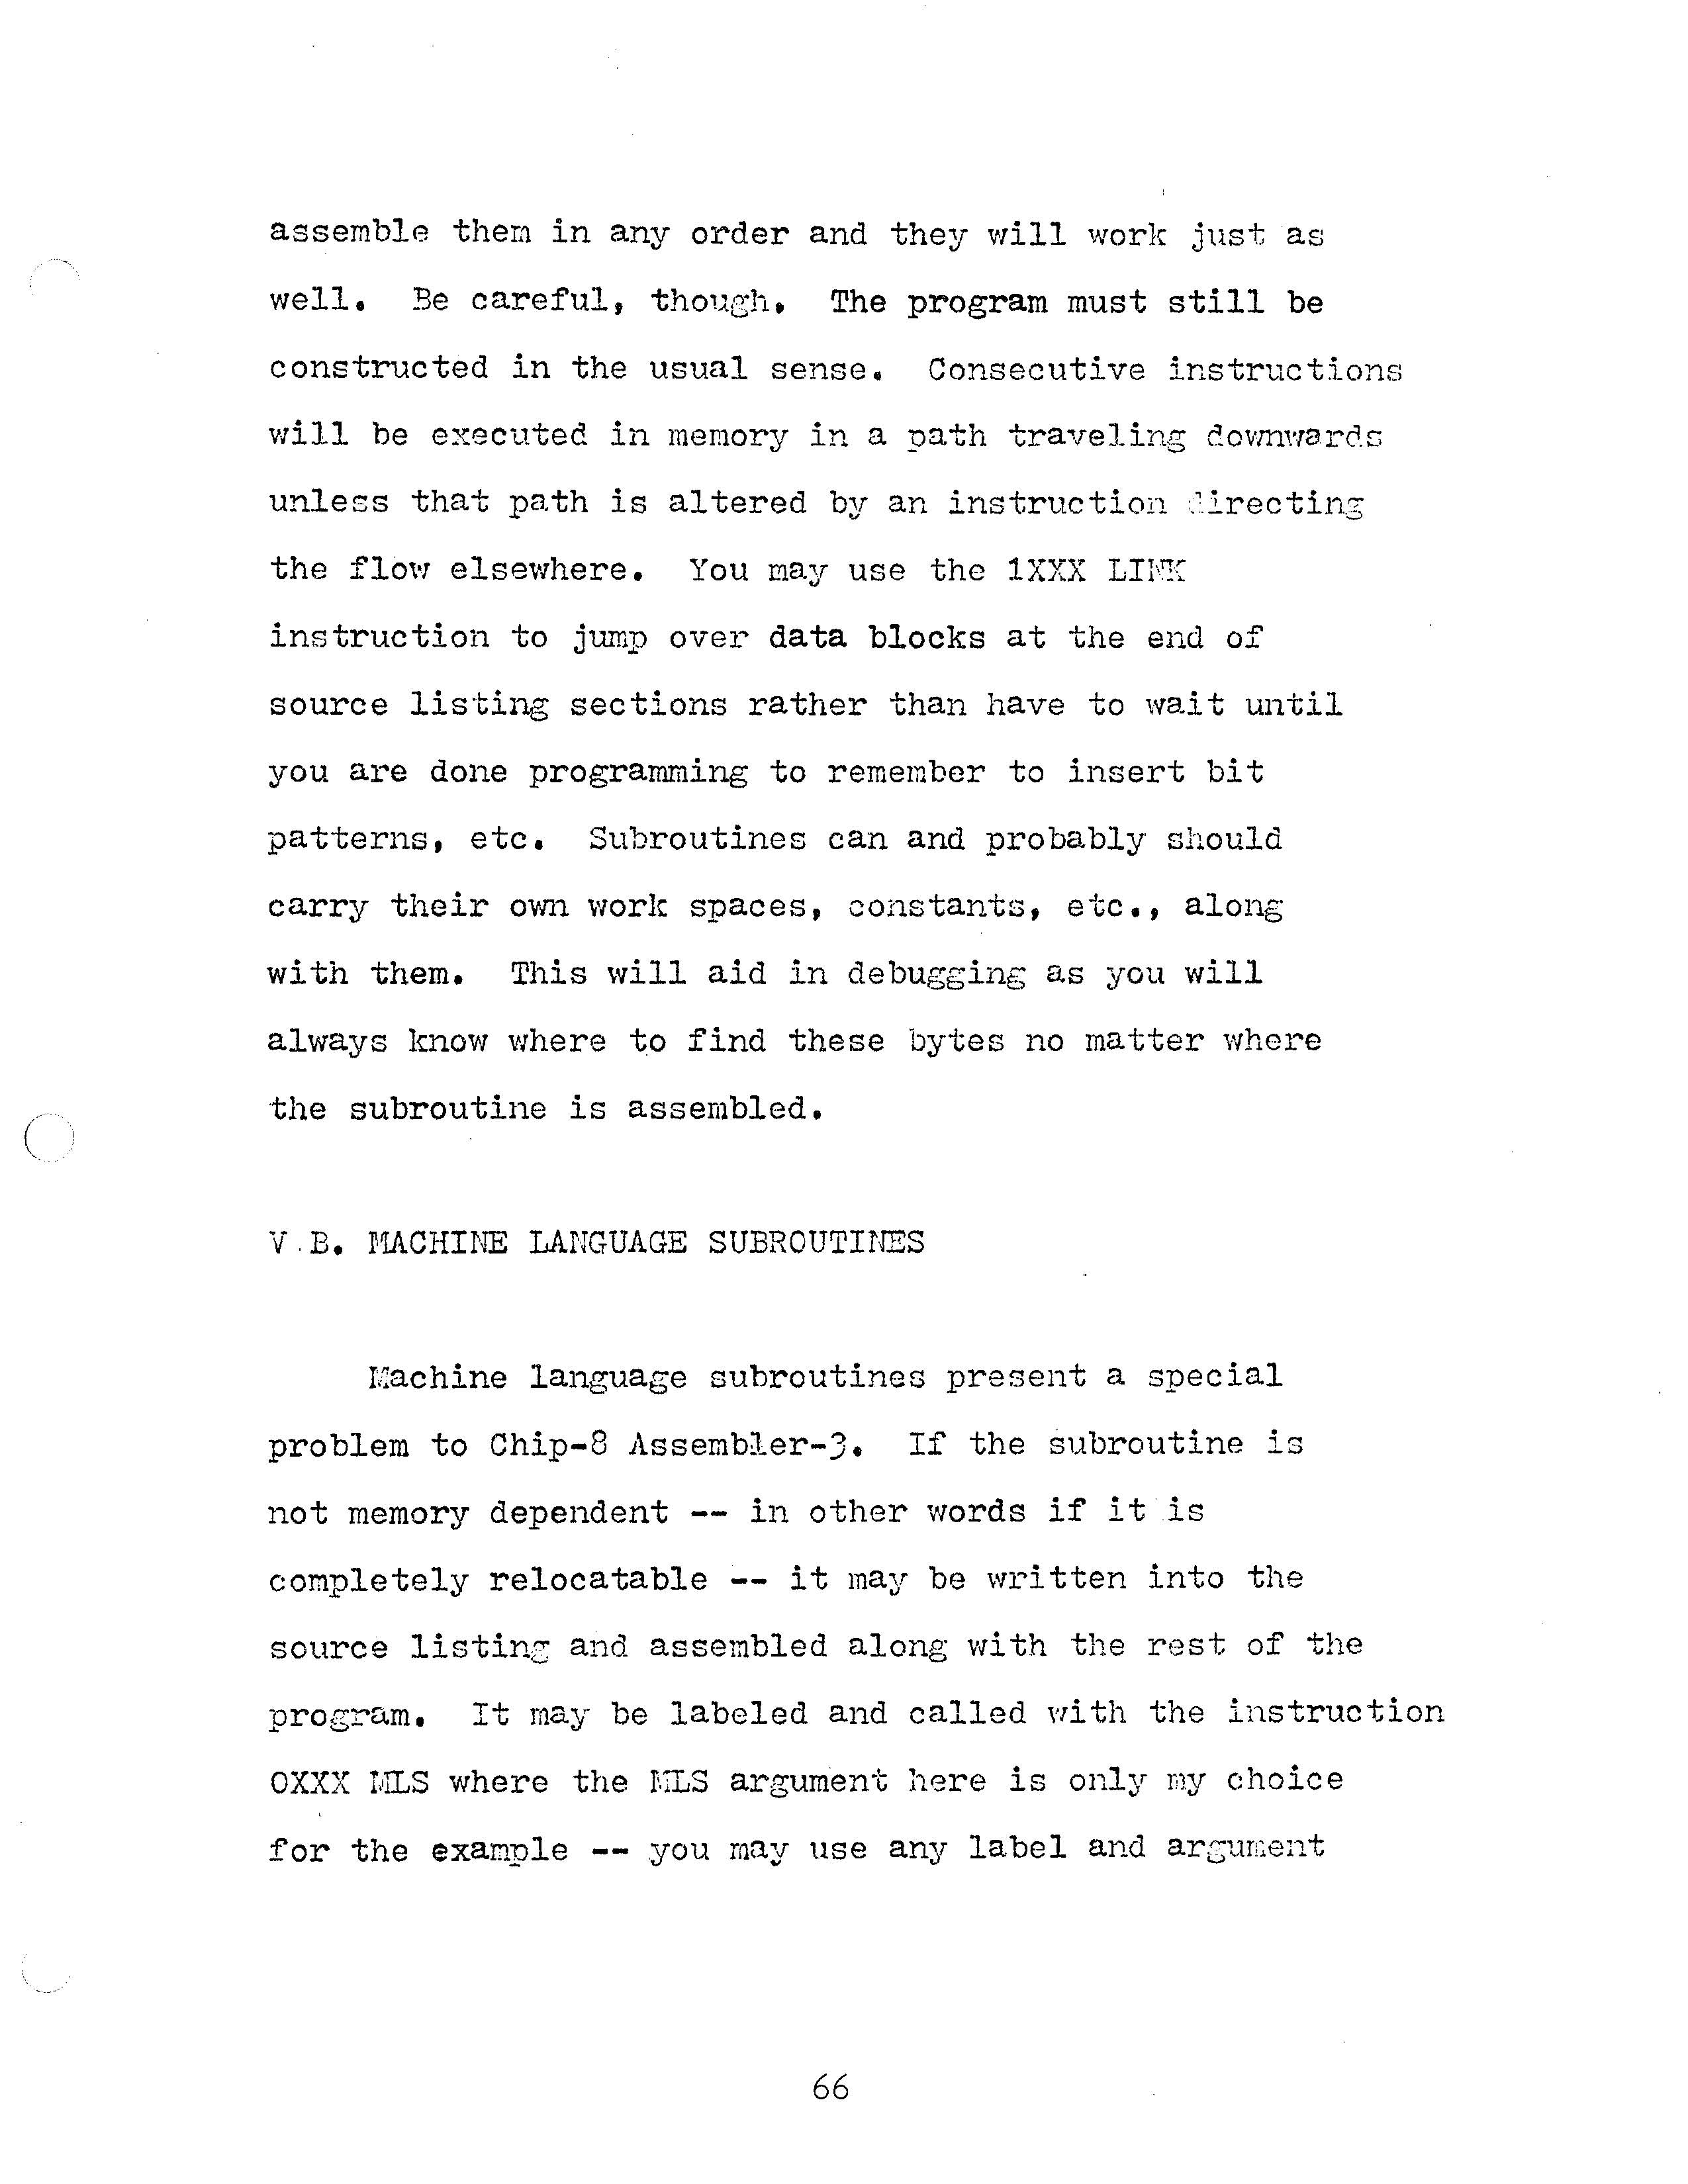 assemble them in any order and they will work just as
well.  Be careful, though.  The program must still be
constructed in the usual sense.  Consecutive instructions
will be executed in memory in a path traveling downwards
unless that path is altered by an instruction directing
the flow elsewhere.  You may use the 1XXX LINK
instruction to jump over data blocks at the end of
source listing sections rather than have to wait until
you are done programming to remember to insert bit
patterns, etc.  Subroutines can and probably should
carry their own work spaces, constants, etc., along
with them.  This will aid in debugging as you will
always know where to find these bytes no matter where
the subroutine is assembled.
V.B. MACHINE LANGUAGE SUBROUTINES
Machine language subroutines present a special
problem to Chip-8 Assembler-3.  If the subroutine is
not memory dependent -- in other words if it is
completely relocatable -- it may be written into the
source listing and assembled along with the rest of the
program.  It may be labeled and called with the instruction
0XXX MLS where the MLS argument here is only my choice
for the example -- you may use any label and argument
66